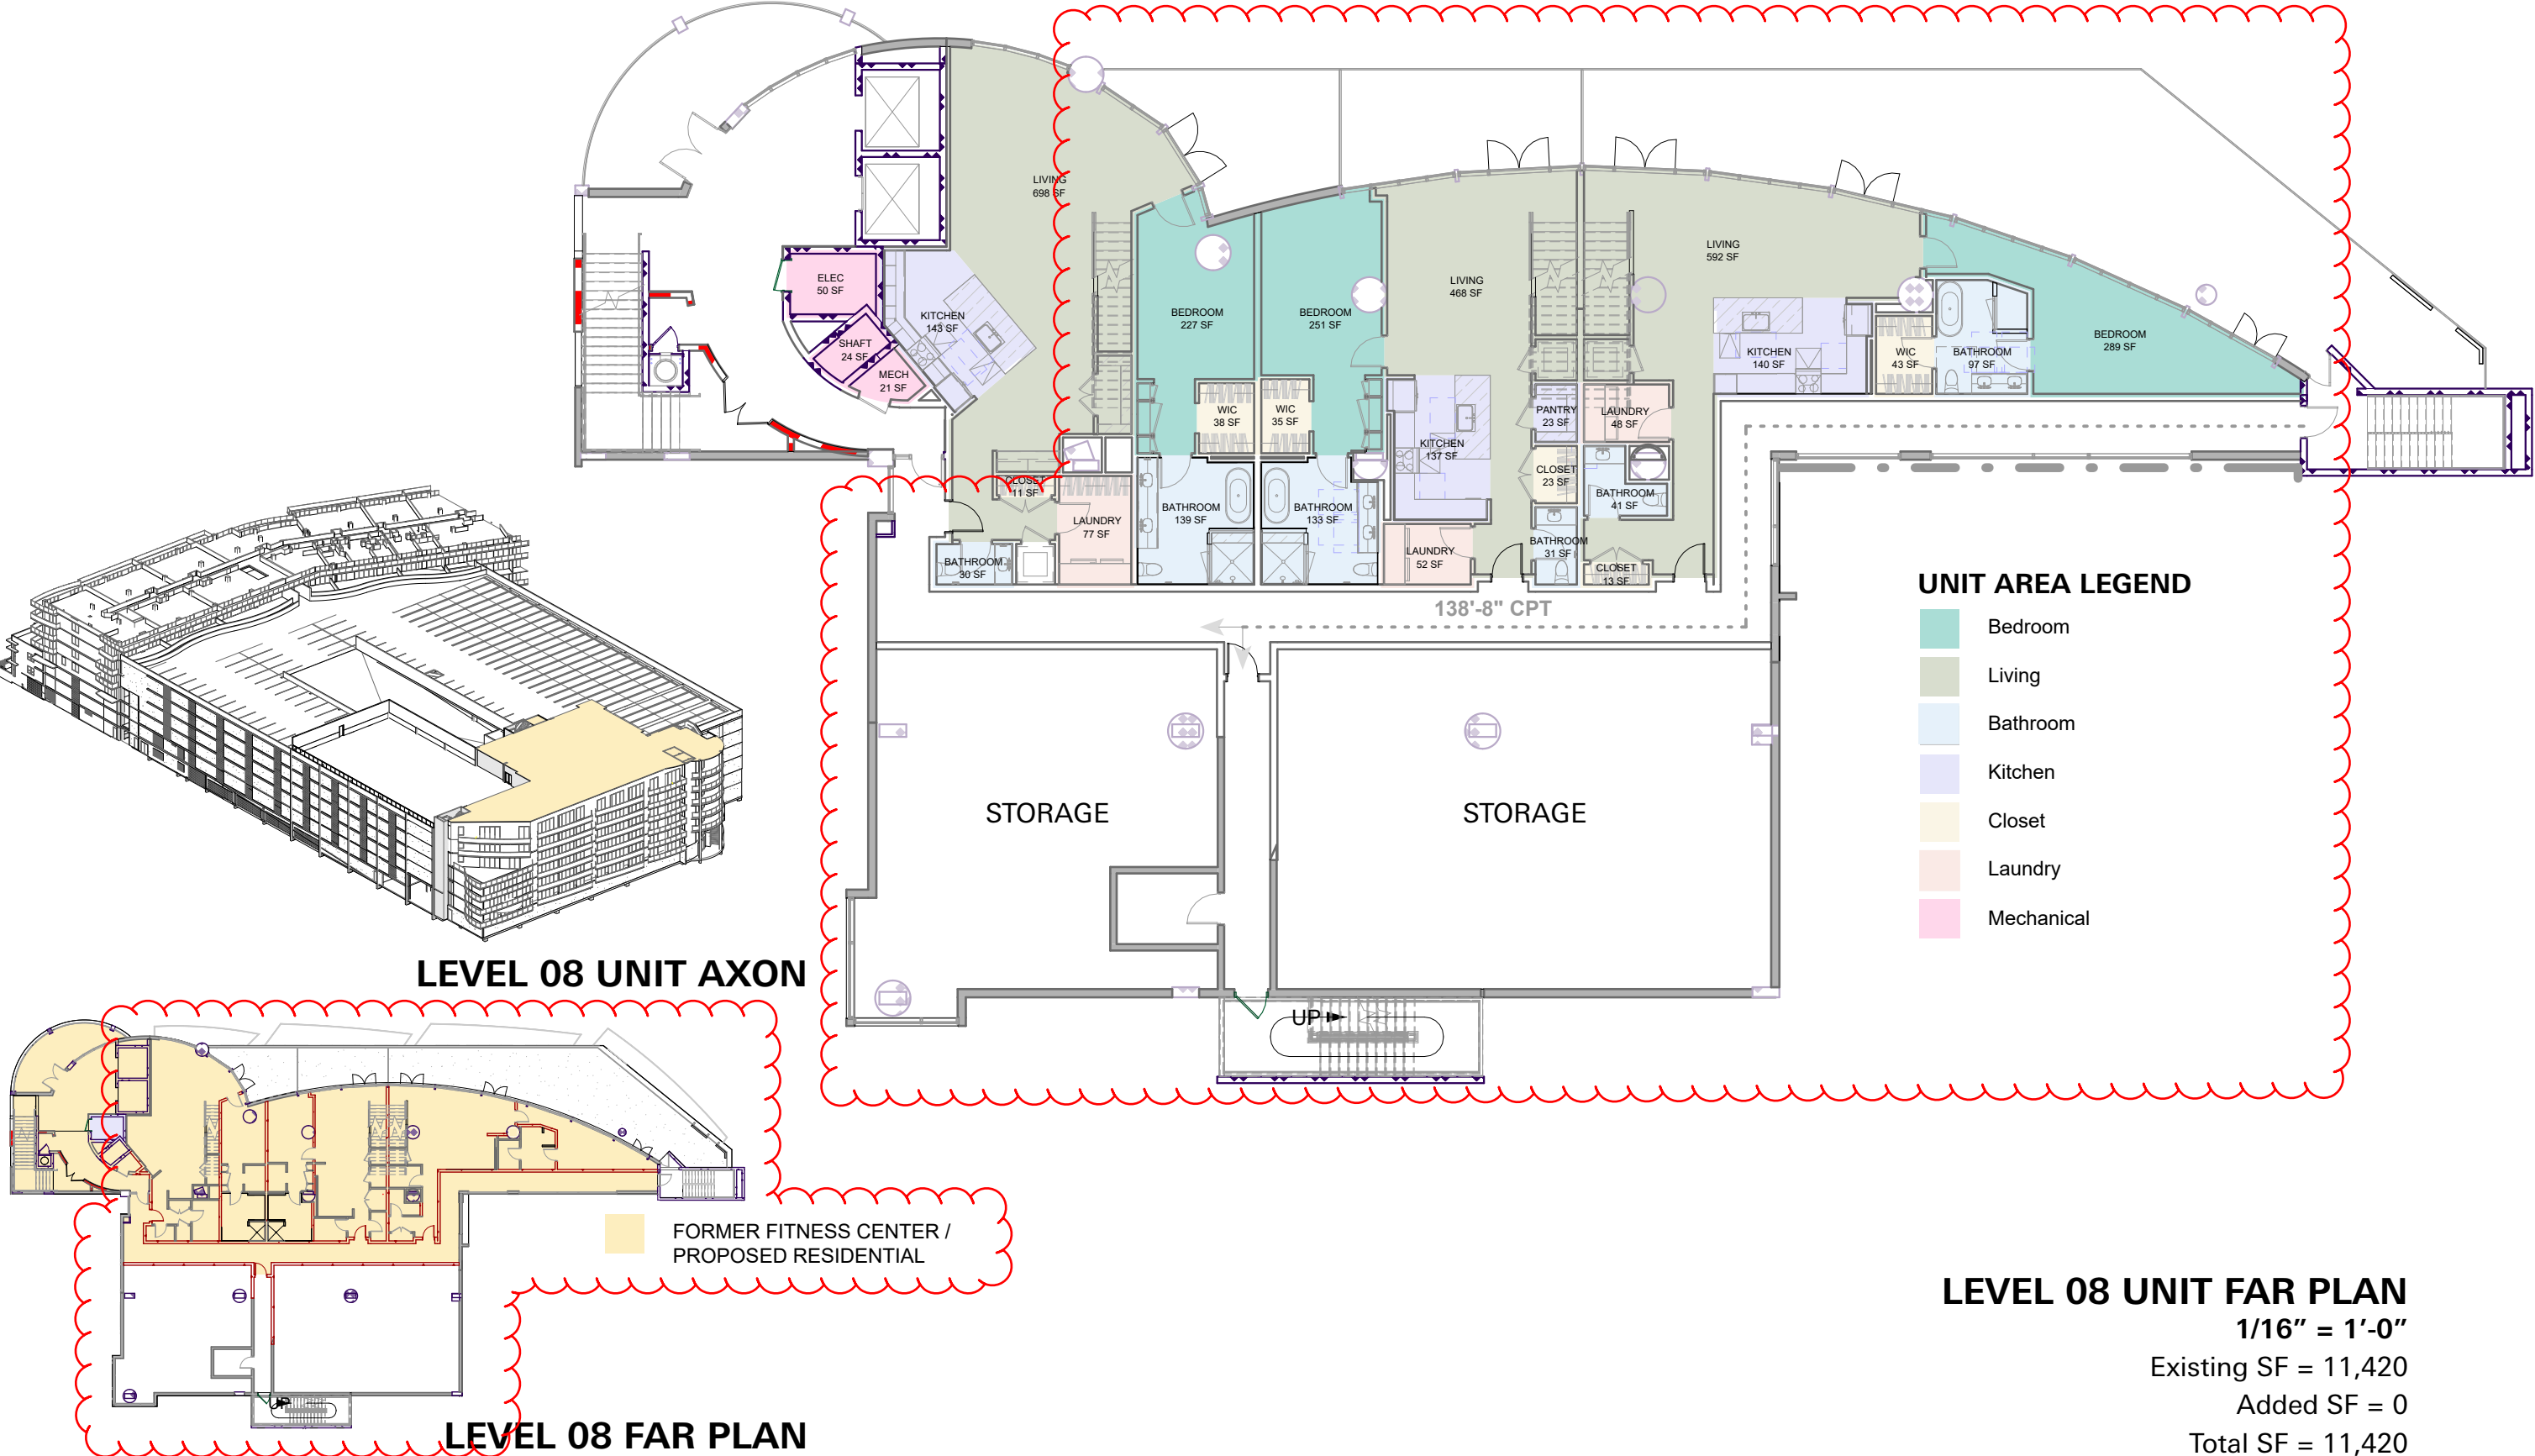 LIVING
698 SF
ELEC
50 SF
SHAFT
24 SF
MECH
21 SF
KITCHEN
143 SF
BEDROOM
227 SF
BEDROOM
251 SF
LIVING
468 SF
LIVING
592 SF
KITCHEN
140 SF
WIC
43 SF
BATHROOM
97 SF
BEDROOM
289 SF
WIC
38 SF
WIC
35 SF
KITCHEN
137 SF
PANTRY
23 SF
LAUNDRY
48 SF
CLOSET
23 SF
BATHROOM
41 SF
CLOSET
11 SF
LAUNDRY
77 SF
BATHROOM
139 SF
BATHROOM
133 SF
BATHROOM
30 SF
LAUNDRY
52 SF
BATHROOM
31 SF
CLOSET
13 SF
138'-8" CPT
STORAGE
STORAGE
UP
UNIT AREA LEGEND
Bedroom
Living
Bathroom
Kitchen
Closet
Laundry
Mechanical
LEVEL 08 UNIT AXON
FORMER FITNESS CENTER /
PROPOSED RESIDENTIAL
UP
LEVEL 08 FAR PLAN
LEVEL 08 UNIT FAR PLAN
1/16” = 1’-0”
Existing SF = 11,420
Added SF = 0
Total SF = 11,420